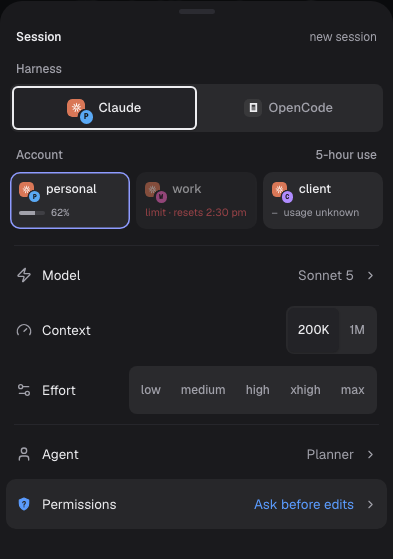 Session new session
Harness
P Claude OpenCode
Account 5-hour use
P personal W work C client
62% limit · resets 2:30 pm – usage unknown
Model Sonnet 5
Context 200K 1M
Effort low medium high xhigh max
Agent Planner
? Permissions Ask before edits